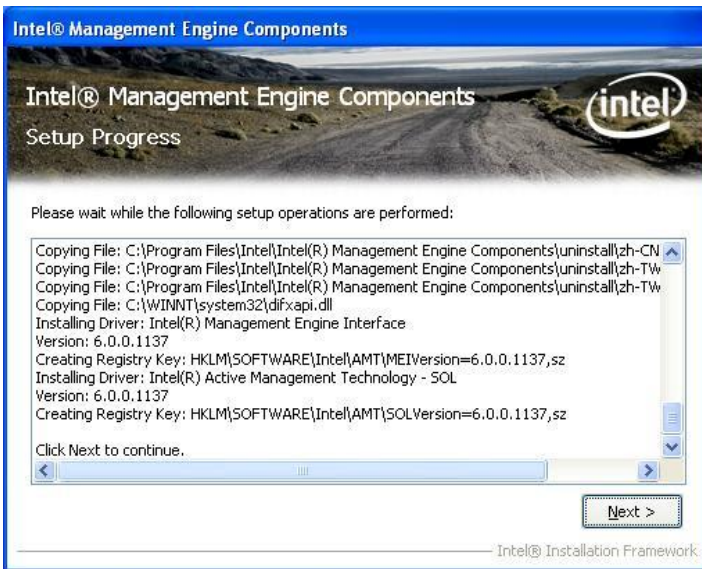 Intel® Management Engine Components
Intel® Management Engine Components
intel
Setup Progress
Please wait while the following setup operations are performed:
Copying File: C:\Program Files\Intel\Intel(R) Management Engine Components\uninstall\zh-CN
Copying File: C:\Program Files\Intel\Intel(R) Management Engine Components\uninstall\zh-TW
Copying File: C:\Program Files\Intel\Intel(R) Management Engine Components\uninstall\zh-TW
Copying File: C:\WINNT\system32\difxapi.dll
Installing Driver: Intel(R) Management Engine Interface
Version: 6.0.0.1137
Creating Registry Key: HKLM\SOFTWARE\Intel\AMT\MEIVersion=6.0.0.1137,sz
Installing Driver: Intel(R) Active Management Technology - SOL
Version: 6.0.0.1137
Creating Registry Key: HKLM\SOFTWARE\Intel\AMT\SOLVersion=6.0.0.1137,sz
Click Next to continue.
Next >
Intel® Installation Framework